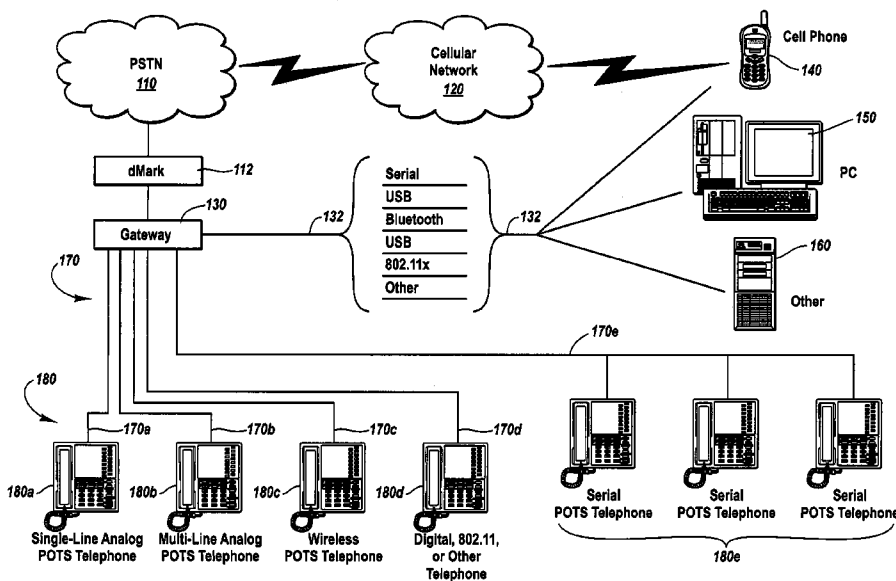 PSTN
110
Cellular
Network
120
Cell Phone
140
150
PC
dMark
112
130
Gateway
132
Serial
USB
Bluetooth
USB
802.11x
Other
132
160
Other
170
170e
180
170a
170b
170c
170d
180a
180b
180c
180d
Single-Line Analog
POTS Telephone
Multi-Line Analog
POTS Telephone
Wireless
POTS Telephone
Digital, 802.11,
or Other
Telephone
Serial
POTS Telephone
Serial
POTS Telephone
Serial
POTS Telephone
180e